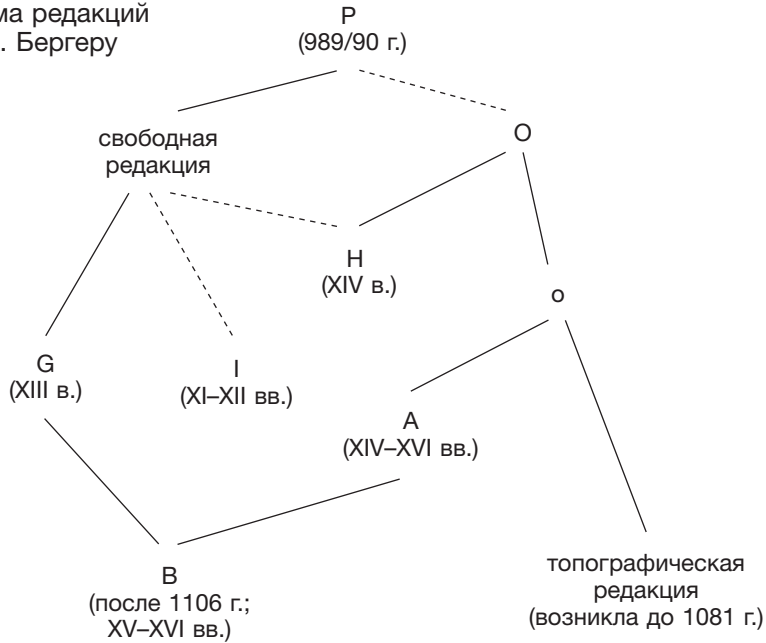 ма редакций
. Бергеру
P
(989/90 г.)
свободная
редакция
O
H
(XIV в.)
o
G
(XIII в.)
I
(XI–XII вв.)
A
(XIV–XVI вв.)
B
(после 1106 г.;
XV–XVI вв.)
топографическая
редакция
(возникла до 1081 г.)